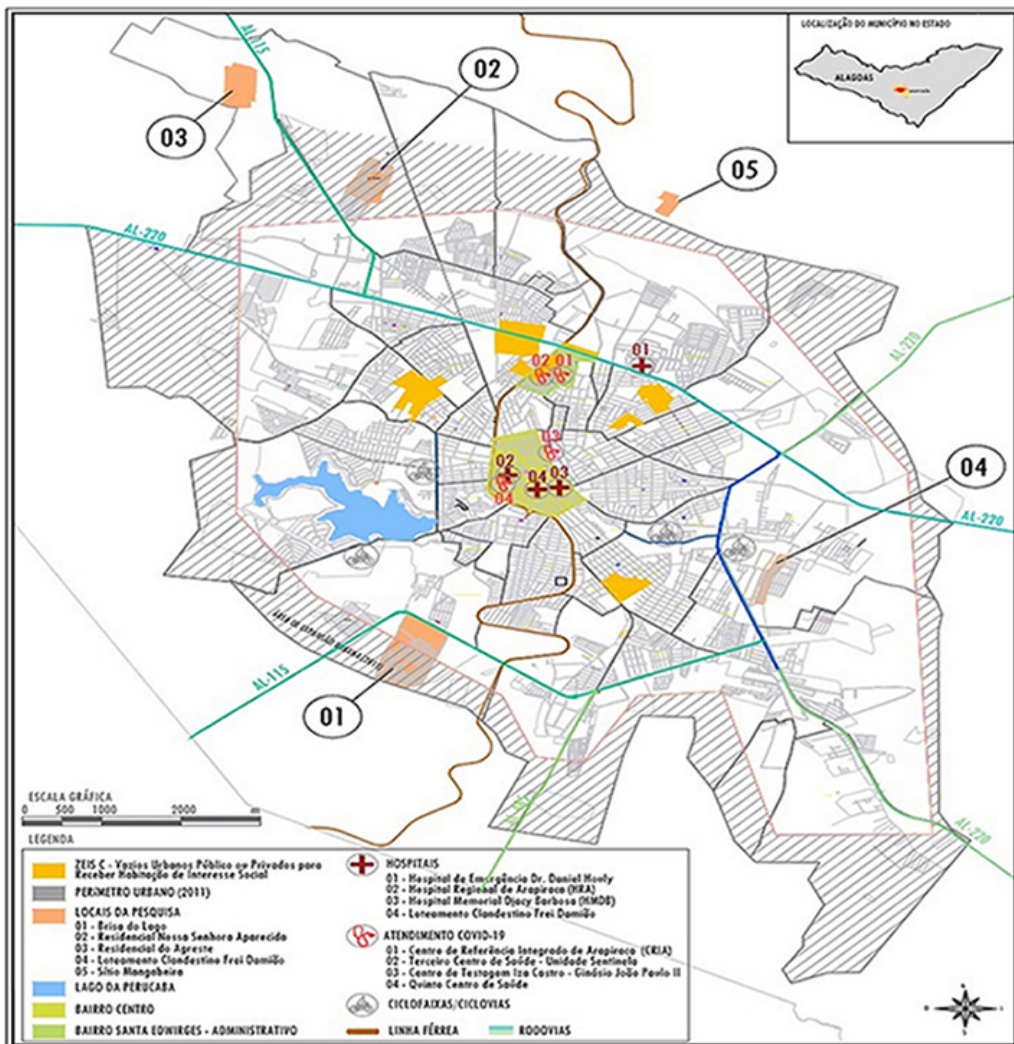 LOCALIZAÇÃO DO MUNICÍPIO NO ESTADO
ALAGOAS
AL-115
02
03
05
AL-220
AL-220
02 01
01
03
02
04 03
04
04
AL-220
AL-115
01
AL-220
ESCALA GRÁFICA
0 500 1000 2000 m
LEGENDA
ZEIS C - Vazios Urbanos Público ou Privados para
Receber Habitação de Interesse Social
PERÍMETRO URBANO (2011)
LOCAIS DA PESQUISA
01 - Brisa do Lago
02 - Residencial Nossa Senhora Aparecida
03 - Residencial do Agreste
04 - Loteamento Clandestino Frei Damião
05 - Sítio Mangabeira
LAGO DA PERUCABA
BAIRRO CENTRO
BAIRRO SANTA EDWIRGES - ADMINISTRATIVO
HOSPITAIS
01 - Hospital de Emergência Dr. Daniel Houly
02 - Hospital Regional de Arapiraca (HRA)
03 - Hospital Memorial Djacy Barbosa (HMDB)
04 - Loteamento Clandestino Frei Damião
ATENDIMENTO COVID-19
01 - Centro de Referência Integrado de Arapiraca (CRIA)
02 - Terceiro Centro de Saúde - Unidade Sentinela
03 - Centro de Testagem Iza Castro - Ginásio João Paulo II
04 - Quinto Centro de Saúde
CICLOFAIXAS/CICLOVIAS
LINHA FÉRREA
RODOVIAS